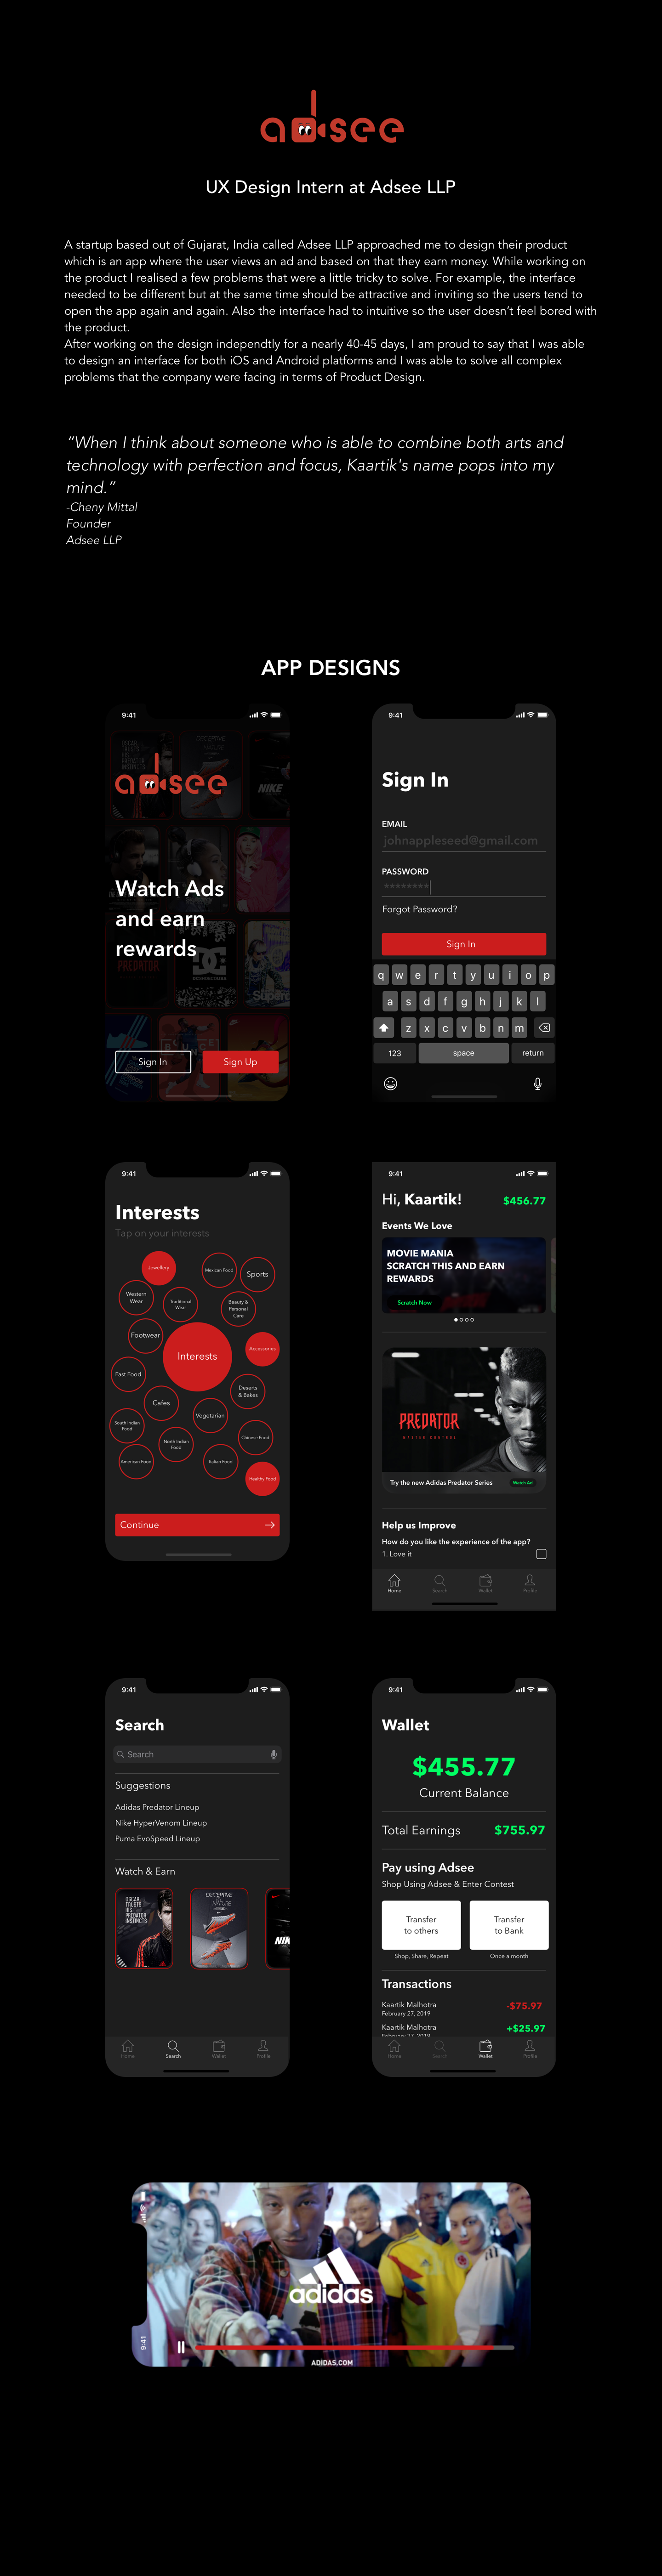 adsee
UX Design Intern at Adsee LLP
A startup based out of Gujarat, India called Adsee LLP approached me to design their product
which is an app where the user views an ad and based on that they earn money. While working on
the product I realised a few problems that were a little tricky to solve. For example, the interface
needed to be different but at the same time should be attractive and inviting so the users tend to
open the app again and again. Also the interface had to intuitive so the user doesn't feel bored with
the product.
After working on the design independtly for a nearly 40-45 days, I am proud to say that I was able
to design an interface for both iOS and Android platforms and I was able to solve all complex
problems that the company were facing in terms of Product Design.
“When I think about someone who is able to combine both arts and
technology with perfection and focus, Kaartik's name pops into my
mind.”
-Cheny Mittal
Founder
Adsee LLP
APP DESIGNS
9:41
adsee
NIKE
Watch Ads
and earn
rewards
PREDATOR
Sign In
Sign Up
9:41
Sign In
EMAIL
johnappleseed@gmail.com
PASSWORD
********
Forgot Password?
Sign In
q w e r t y u i o p
a s d f g h j k l
z x c v b n m
123 space return
9:41
Interests
Tap on your interests
Jewellery
Mexican Food
Sports
Western
Wear
Traditional
Wear
Beauty &
Personal
Care
Footwear
Interests
Accessories
Fast Food
Deserts
& Bakes
Cafes
Vegetarian
South Indian
Food
North Indian
Food
Chinese Food
American Food
Italian Food
Healthy Food
Continue
9:41
Hi, Kaartik!
$456.77
Events We Love
MOVIE MANIA
SCRATCH THIS AND EARN
REWARDS
Scratch Now
PREDATOR
MASTER CONTROL
Try the new Adidas Predator Series
Watch Ad
Help us Improve
How do you like the experience of the app?
1. Love it
Home Search Wallet Profile
9:41
Search
Search
Suggestions
Adidas Predator Lineup
Nike HyperVenom Lineup
Puma EvoSpeed Lineup
Watch & Earn
OSCAR
TRUSTS
HIS
PREDATOR
INSTINCTS
DECEPTIVE
BY
NATURE
NIK
Home Search Wallet Profile
9:41
Wallet
$455.77
Current Balance
Total Earnings
$755.97
Pay using Adsee
Shop Using Adsee & Enter Contest
Transfer
to others
Transfer
to Bank
Shop, Share, Repeat
Once a month
Transactions
Kaartik Malhotra
-$75.97
February 27, 2019
Kaartik Malhotra
+$25.97
February 27, 2019
Home Search Wallet Profile
9:41
adidas
ADIDAS.COM